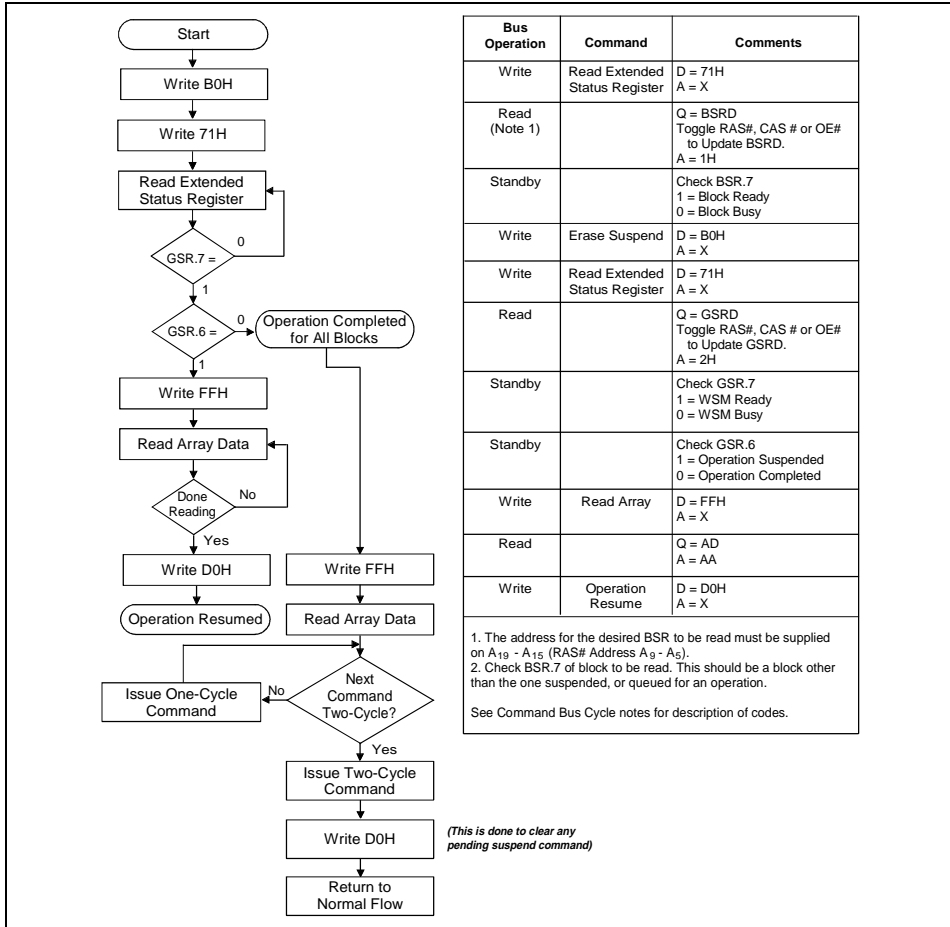 Start
Write B0H
Write 71H
Read Extended
Status Register
0
GSR.7 =
1
0
GSR.6 =
Operation Completed
for All Blocks
1
Write FFH
Read Array Data
Done
Reading
No
Yes
Write D0H
Operation Resumed
Write FFH
Read Array Data
Issue One-Cycle
Command
No
Next
Command
Two-Cycle?
Yes
Issue Two-Cycle
Command
Write D0H
(This is done to clear any
pending suspend command)
Return to
Normal Flow
Bus
Operation
Command
Comments
Write
Read Extended
Status Register
D = 71H
A = X
Read
(Note 1)
Q = BSRD
Toggle RAS#, CAS # or OE#
to Update BSRD.
A = 1H
Standby
Check BSR.7
1 = Block Ready
0 = Block Busy
Write
Erase Suspend
D = B0H
A = X
Write
Read Extended
Status Register
D = 71H
A = X
Read
Q = GSRD
Toggle RAS#, CAS # or OE#
to Update GSRD.
A = 2H
Standby
Check GSR.7
1 = WSM Ready
0 = WSM Busy
Standby
Check GSR.6
1 = Operation Suspended
0 = Operation Completed
Write
Read Array
D = FFH
A = X
Read
Q = AD
A = AA
Write
Operation
Resume
D = D0H
A = X
1. The address for the desired BSR to be read must be supplied
on A19 - A15 (RAS# Address A9 - A5).
2. Check BSR.7 of block to be read. This should be a block other
than the one suspended, or queued for an operation.
See Command Bus Cycle notes for description of codes.